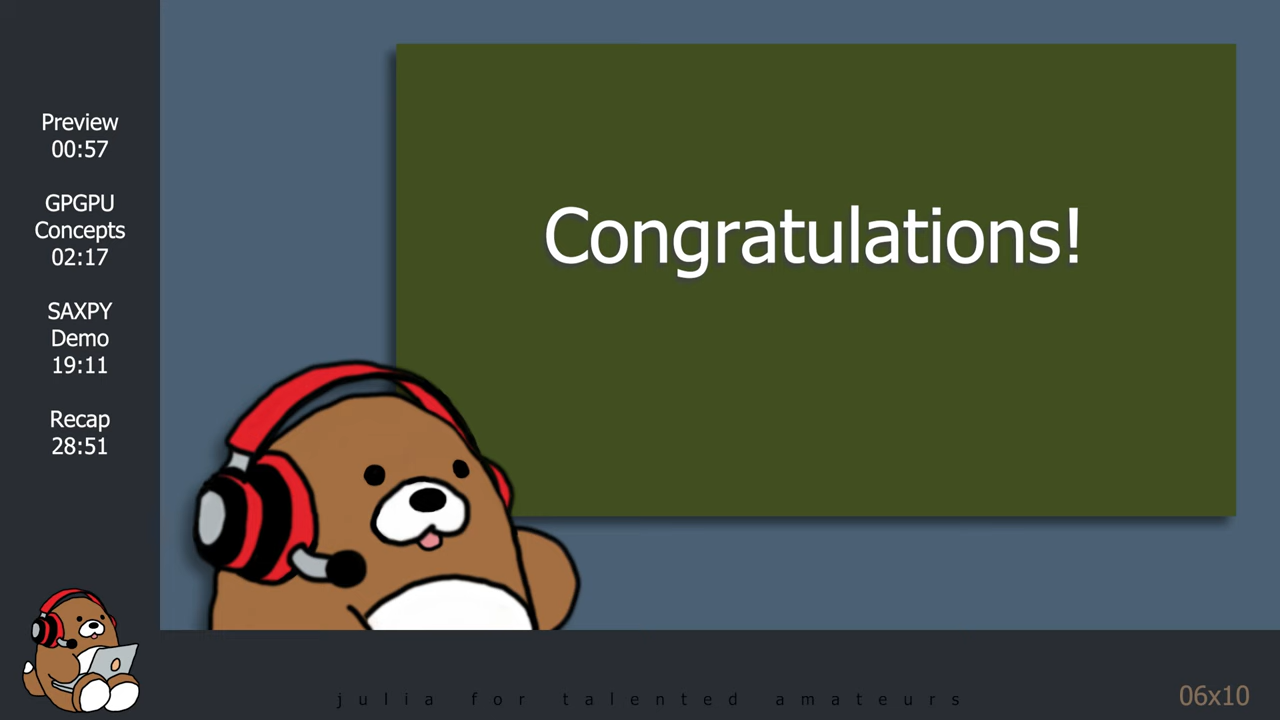 Preview
00:57
GPGPU
Concepts
02:17
SAXPY
Demo
19:11
Recap
28:51
Congratulations!
julia for talented amateurs
06x10